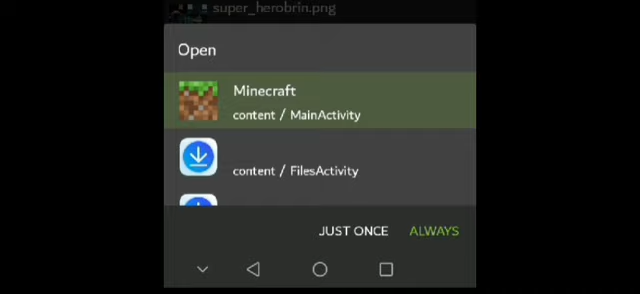 super_herobrin.png
Open
Minecraft
content / MainActivity
content / FilesActivity
JUST ONCE
ALWAYS